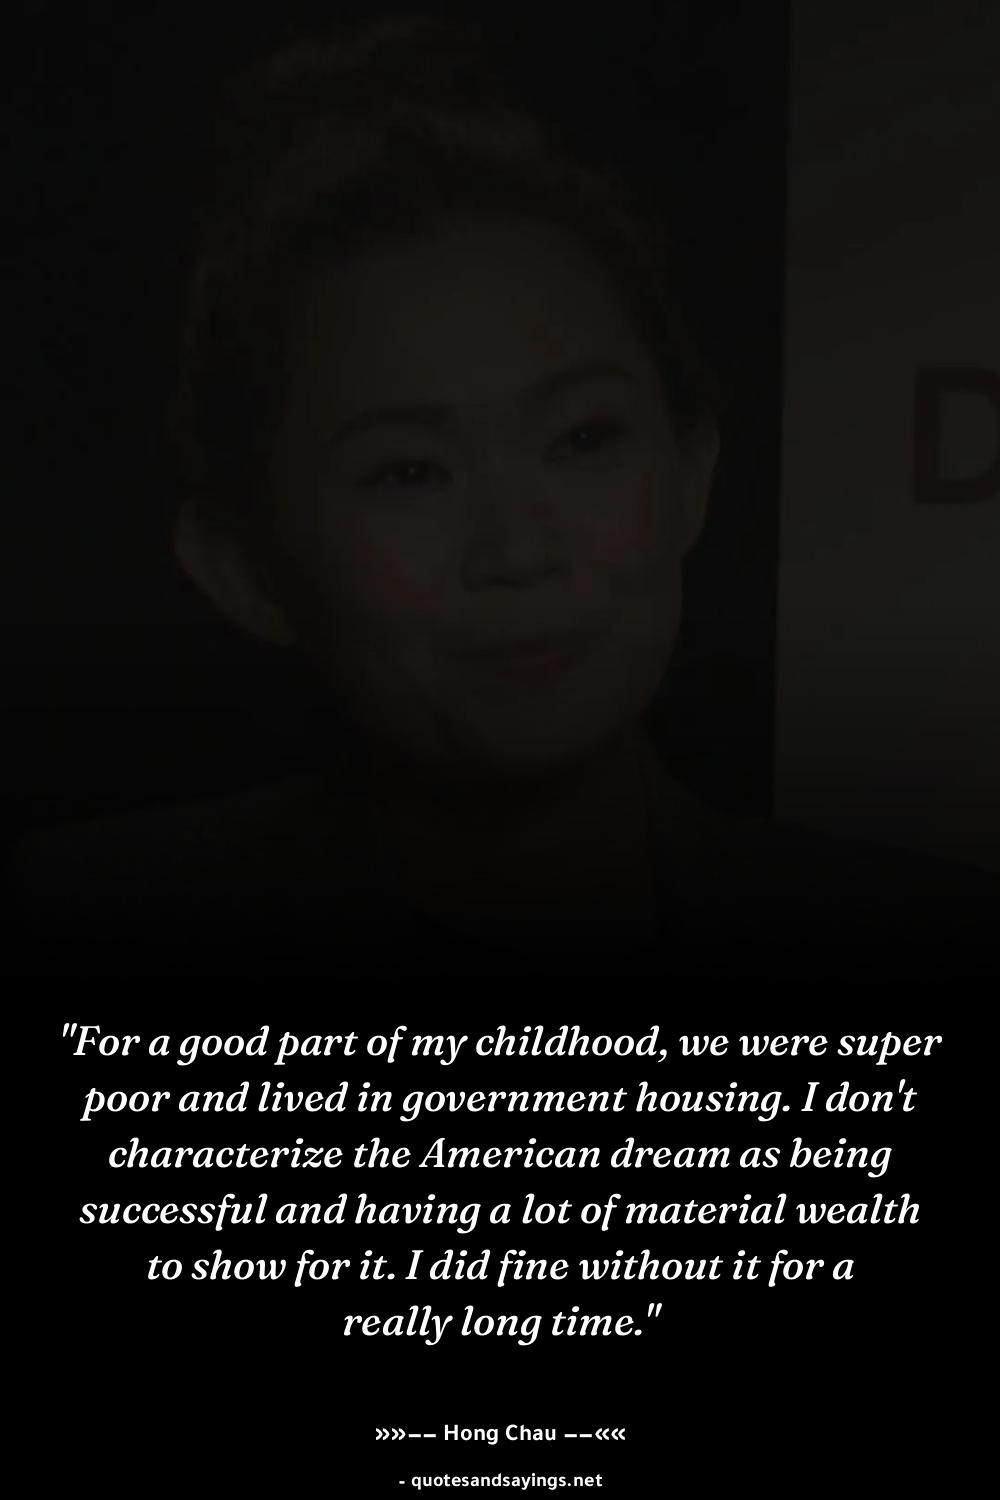 D
"For a good part of my childhood, we were super
poor and lived in government housing. I don't
characterize the American dream as being
successful and having a lot of material wealth
to show for it. I did fine without it for a
really long time."
»»–– Hong Chau ––««
- quotesandsayings.net